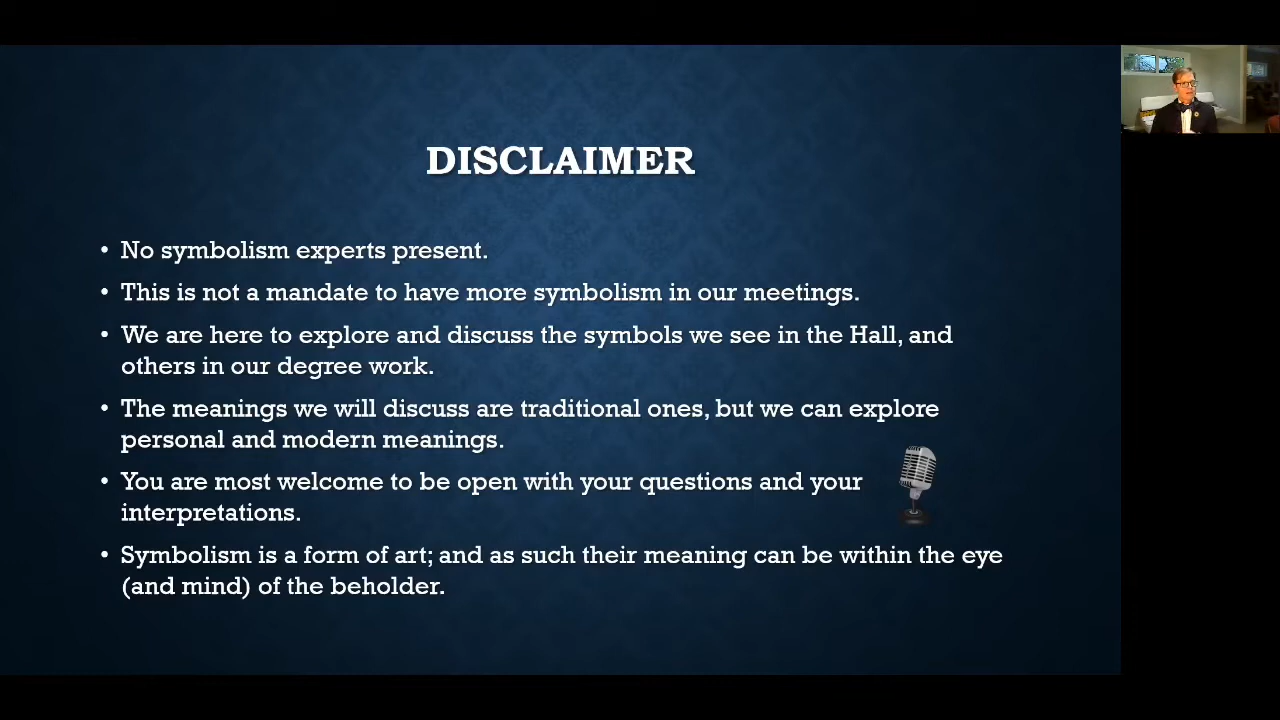 DISCLAIMER
• No symbolism experts present.
• This is not a mandate to have more symbolism in our meetings.
• We are here to explore and discuss the symbols we see in the Hall, and
others in our degree work.
• The meanings we will discuss are traditional ones, but we can explore
personal and modern meanings.
• You are most welcome to be open with your questions and your
interpretations.
• Symbolism is a form of art; and as such their meaning can be within the eye
(and mind) of the beholder.